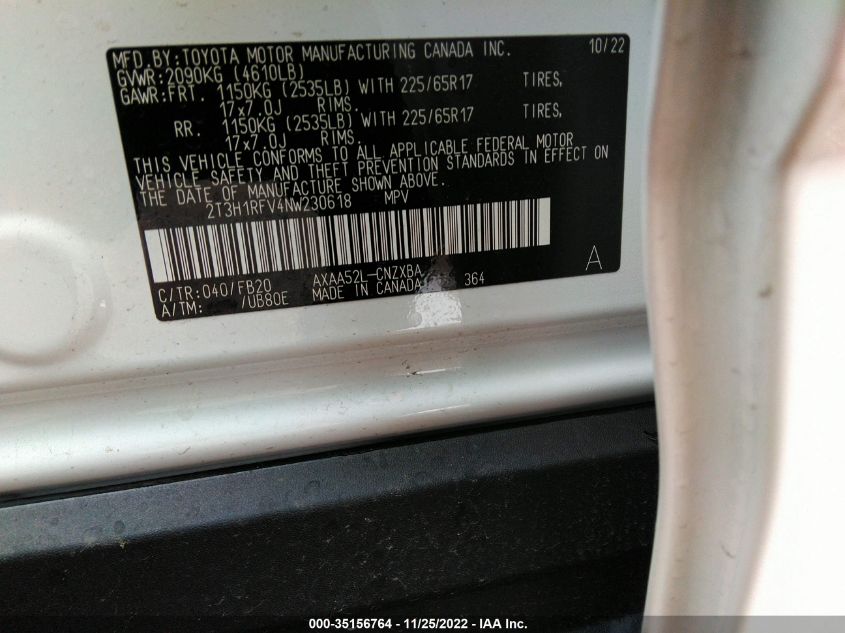 MFD.BY:TOYOTA MOTOR MANUFACTURING CANADA INC. 10/22
GVWR:2090KG (4610LB)
GAWR:FRT. 1150KG (2535LB) WITH 225/65R17 TIRES,
17x7.0J RIMS.
RR. 1150KG (2535LB) WITH 225/65R17 TIRES,
17x7.0J RIMS.
THIS VEHICLE CONFORMS TO ALL APPLICABLE FEDERAL MOTOR
VEHICLE SAFETY AND THEFT PREVENTION STANDARDS IN EFFECT ON
THE DATE OF MANUFACTURE SHOWN ABOVE.
2T3H1RFV4NW230618 MPV
A
C/TR:040/FB20 AXAA52L-CNZXBA 364
A/TM: /UB80E MADE IN CANADA
000-35156764 - 11/25/2022 - IAA Inc.